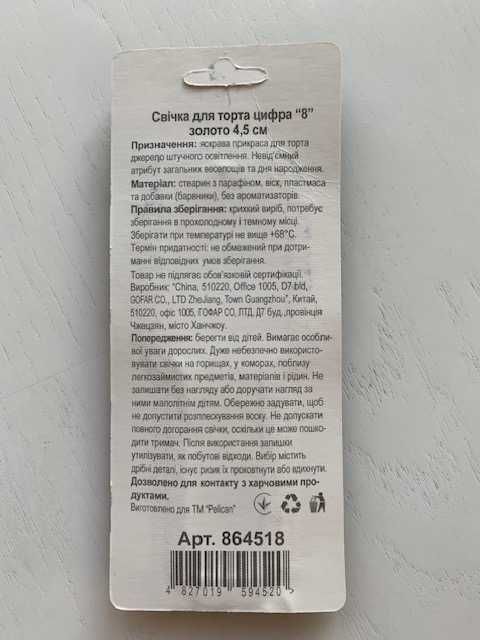 Свічка для торта цифра “8”
золото 4,5 см
Призначення: яскрава прикраса для торта
джерело штучного освітлення. Невід'ємний
атрибут загальних веселощів та дня народження.
Матеріал: стеарин з парафіном, віск, пластмаса
та добавки (барвники), без ароматизаторів.
Правила зберігання: крихкий виріб, потребує
зберігання в прохолодному і темному місці.
Зберігати при температурі не вище +68°С.
Термін придатності: не обмежений при дотри-
манні відповідних умов зберігання.
Товар не підлягає обов'язковій сертифікації.
Виробник: "China, 510220, Office 1005, D7 bld,
GOFAR CO., LTD ZheJiang, Town Guangzhou", Китай,
510220, офіс 1005, ГОФАР СО, ЛТД, Д7 буд ,провінція
Чжецзян, місто Ханчжоу.
Попередження: берегти від дітей. Вимагає особли-
вої уваги дорослих. Дуже небезпечно використо-
вувати свічки на горищах, у коморах, поблизу
легкозаймистих предметів, матеріалів і рідин. Не
залишати без нагляду або доручати нагляд за
ними малолітнім дітям. Обережно задувати, щоб
не допустити розплескування воску. Не допускати
повного догорання свічки, оскільки це може пошко-
дити тримач. Після використання залишки
утилізувати, як побутові відходи. Вибір містить
дрібні деталі, існує ризик їх проковтнути або вдихнути.
Дозволено для контакту з харчовими про-
дуктами.
Виготовлено для ТМ "Pelican"
Арт. 864518
4 827019 594520